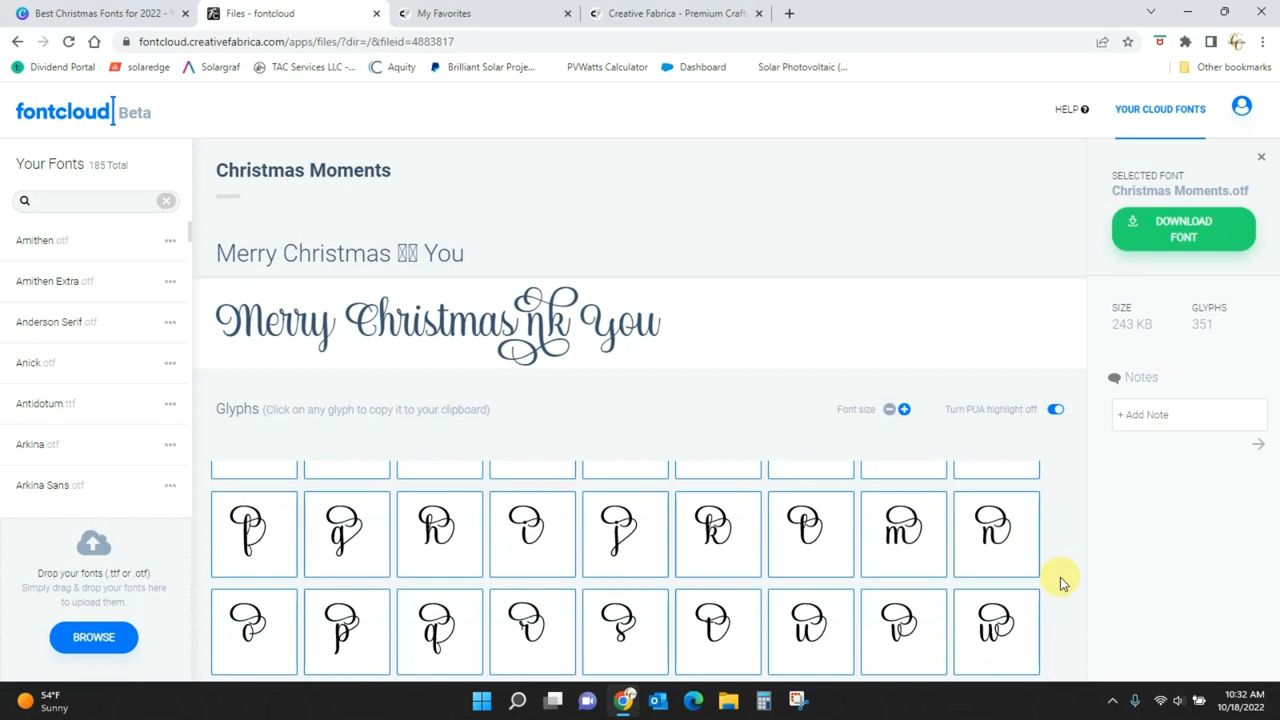 Best Christmas Fonts for 2022 -
Files - fontcloud
My Favorites
Creative Fabrica - Premium Craft
fontcloud.creativefabrica.com/apps/files/?dir=/&fileid=4883817
Dividend Portal
solaredge
Solargraf
TAC Services LLC -...
Aquity
Brilliant Solar Proje...
PVWatts Calculator
Dashboard
Solar Photovoltaic (...
Other bookmarks
fontcloud Beta
HELP
YOUR CLOUD FONTS
Your Fonts 185 Total
Amithen.otf
Amithen Extra.otf
Anderson Serif.otf
Anick.otf
Antidotum.ttf
Arkina.otf
Arkina Sans.otf
Drop your fonts (.ttf or .otf)
Simply drag & drop your fonts here
to upload them.
BROWSE
Christmas Moments
Merry Christmas You
Merry Christmas nk You
Glyphs (Click on any glyph to copy it to your clipboard)
Font size
Turn PUA highlight off
f g h i j k l m n
o p q r s t u v w
SELECTED FONT
Christmas Moments.otf
DOWNLOAD
FONT
SIZE
243 KB
GLYPHS
351
Notes
+ Add Note
54°F
Sunny
10:32 AM
10/18/2022